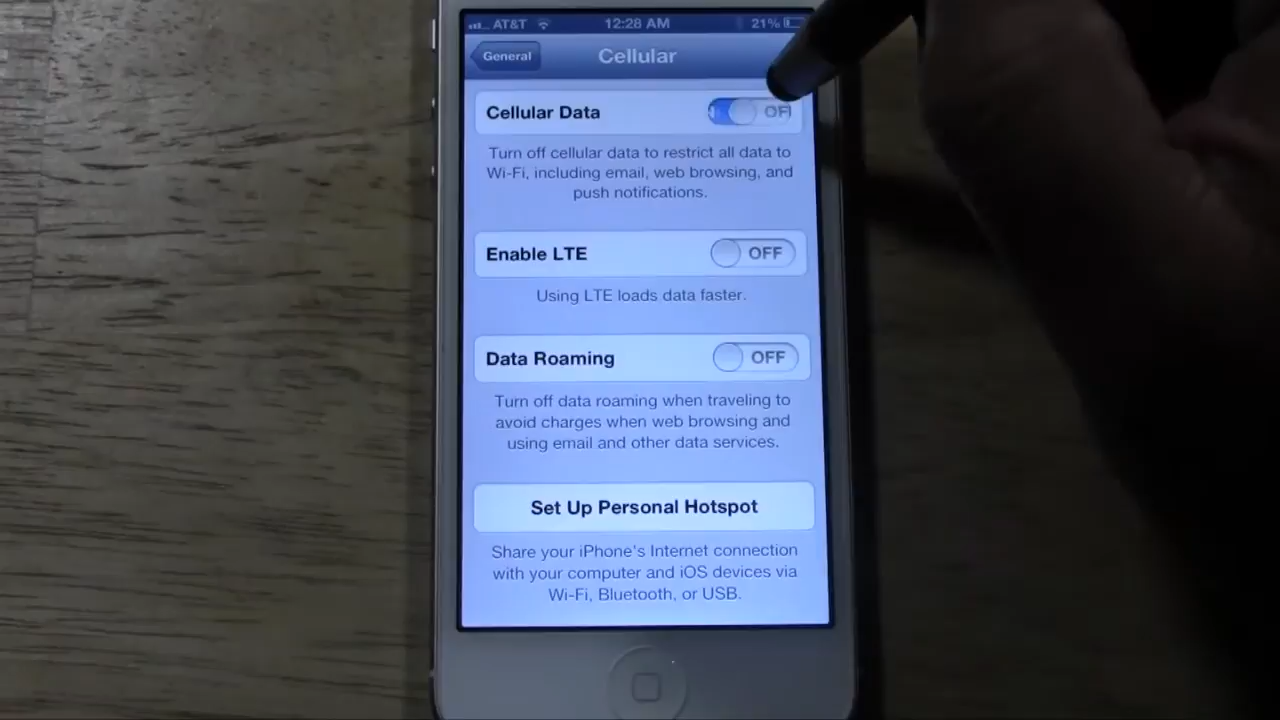 AT&T 12:28 AM 21%
General Cellular
Cellular Data OF
Turn off cellular data to restrict all data to
Wi-Fi, including email, web browsing, and
push notifications.
Enable LTE OFF
Using LTE loads data faster.
Data Roaming OFF
Turn off data roaming when traveling to
avoid charges when web browsing and
using email and other data services.
Set Up Personal Hotspot
Share your iPhone's Internet connection
with your computer and iOS devices via
Wi-Fi, Bluetooth, or USB.